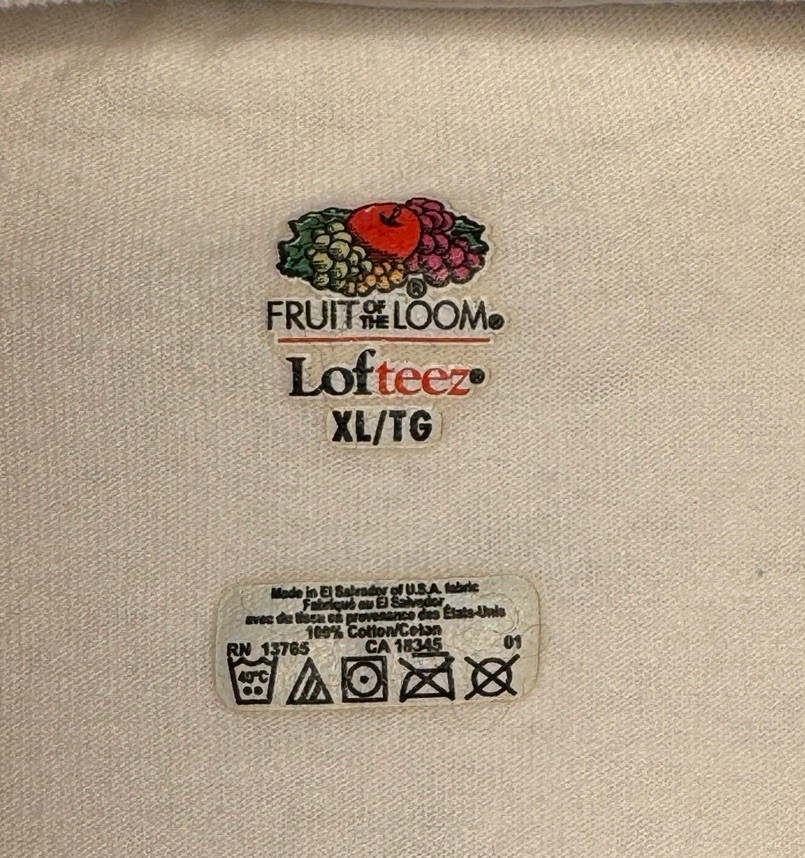 FRUIT OF THE LOOM®
Lofteez®
XL/TG
Made in El Salvador of U.S.A. fabric
Fabriqué au El Salvador,
avec du tissu en provenance des États-Unis
100% Cotton/Coton
RN 13765 CA 18345 01
40°C